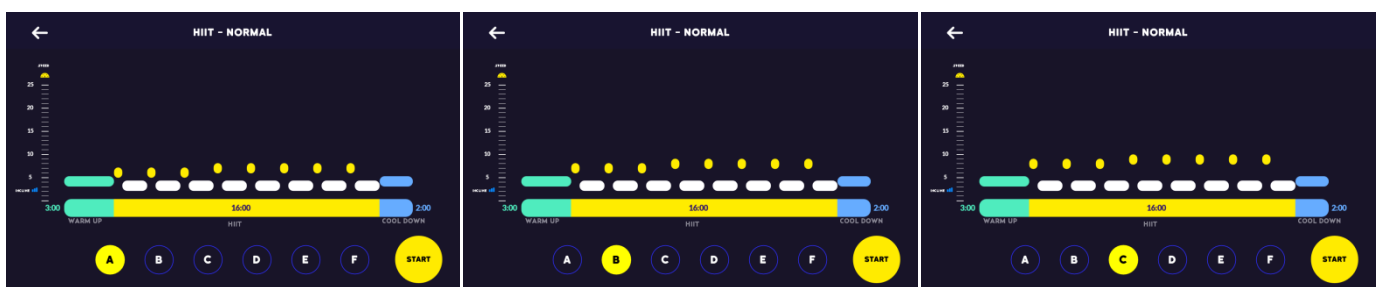 HIIT - NORMAL
SPEED
25
20
15
10
5
INCLINE
3:00
16:00
2:00
WARM UP
HIIT
COOL DOWN
A
B
C
D
E
F
START
HIIT - NORMAL
SPEED
25
20
15
10
5
INCLINE
3:00
16:00
2:00
WARM UP
HIIT
COOL DOWN
A
B
C
D
E
F
START
HIIT - NORMAL
SPEED
25
20
15
10
5
INCLINE
3:00
16:00
2:00
WARM UP
HIIT
COOL DOWN
A
B
C
D
E
F
START